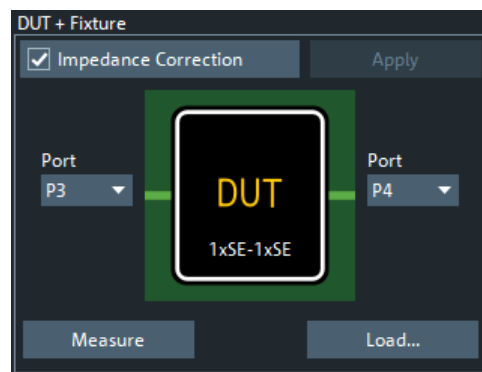 DUT + Fixture
Impedance Correction
Apply
Port
P3
DUT
1xSE-1xSE
Port
P4
Measure
Load...